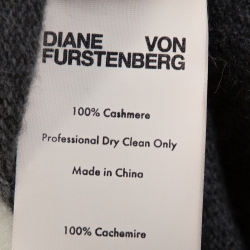 DIANE VON
FURSTENBERG
100% Cashmere
Professional Dry Clean Only
Made in China
100% Cachemire